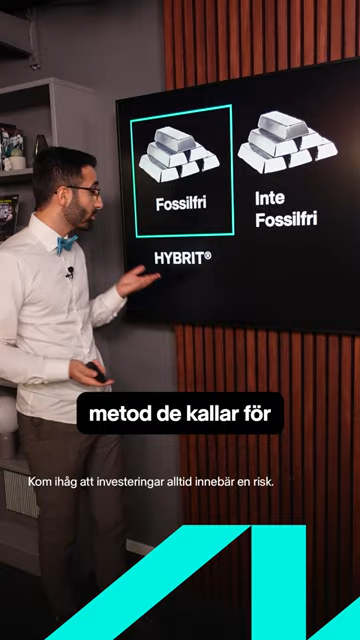 Fossilfri
Inte
Fossilfri
HYBRIT®
metod de kallar för
Kom ihåg att investeringar alltid innebär en risk.